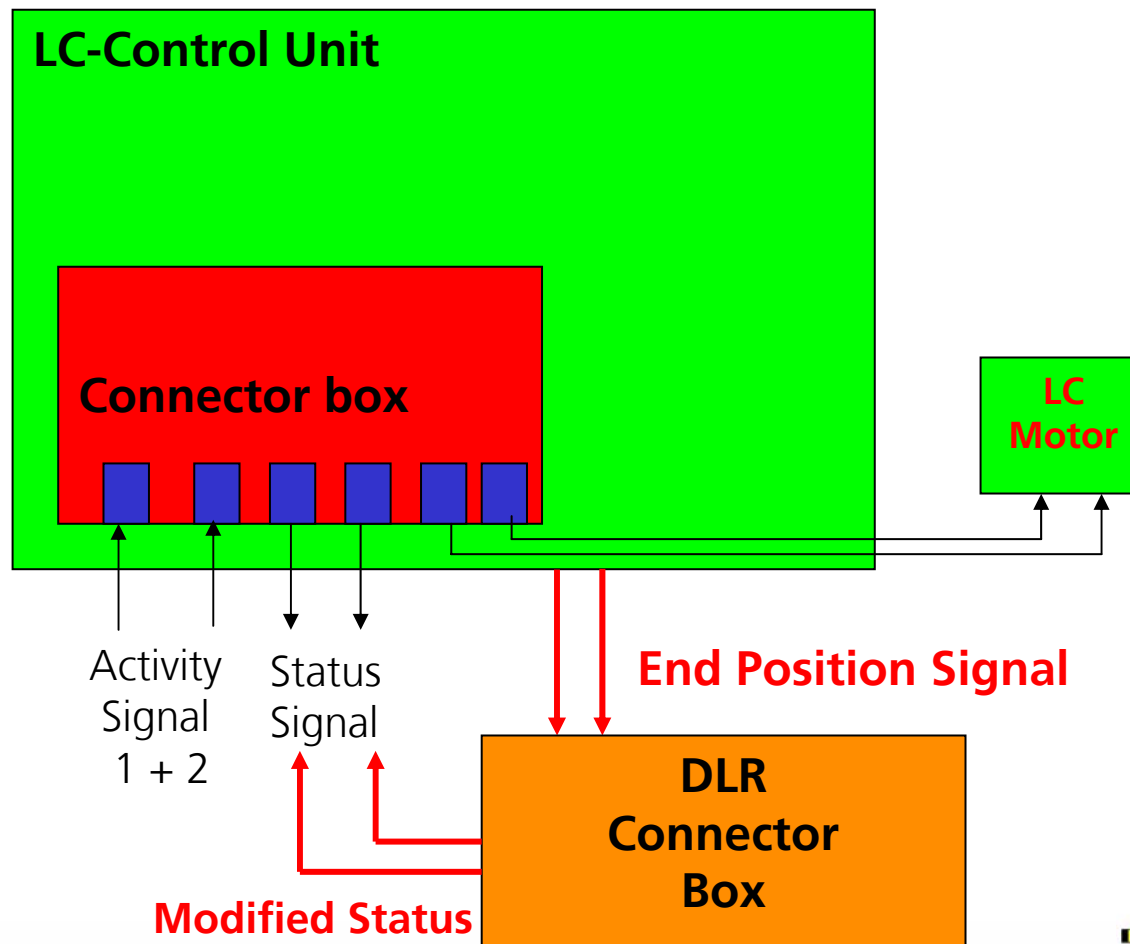 LC-Control Unit
Connector box
LC
Motor
Activity
Signal
1 + 2
Status
Signal
End Position Signal
DLR
Connector
Box
Modified Status